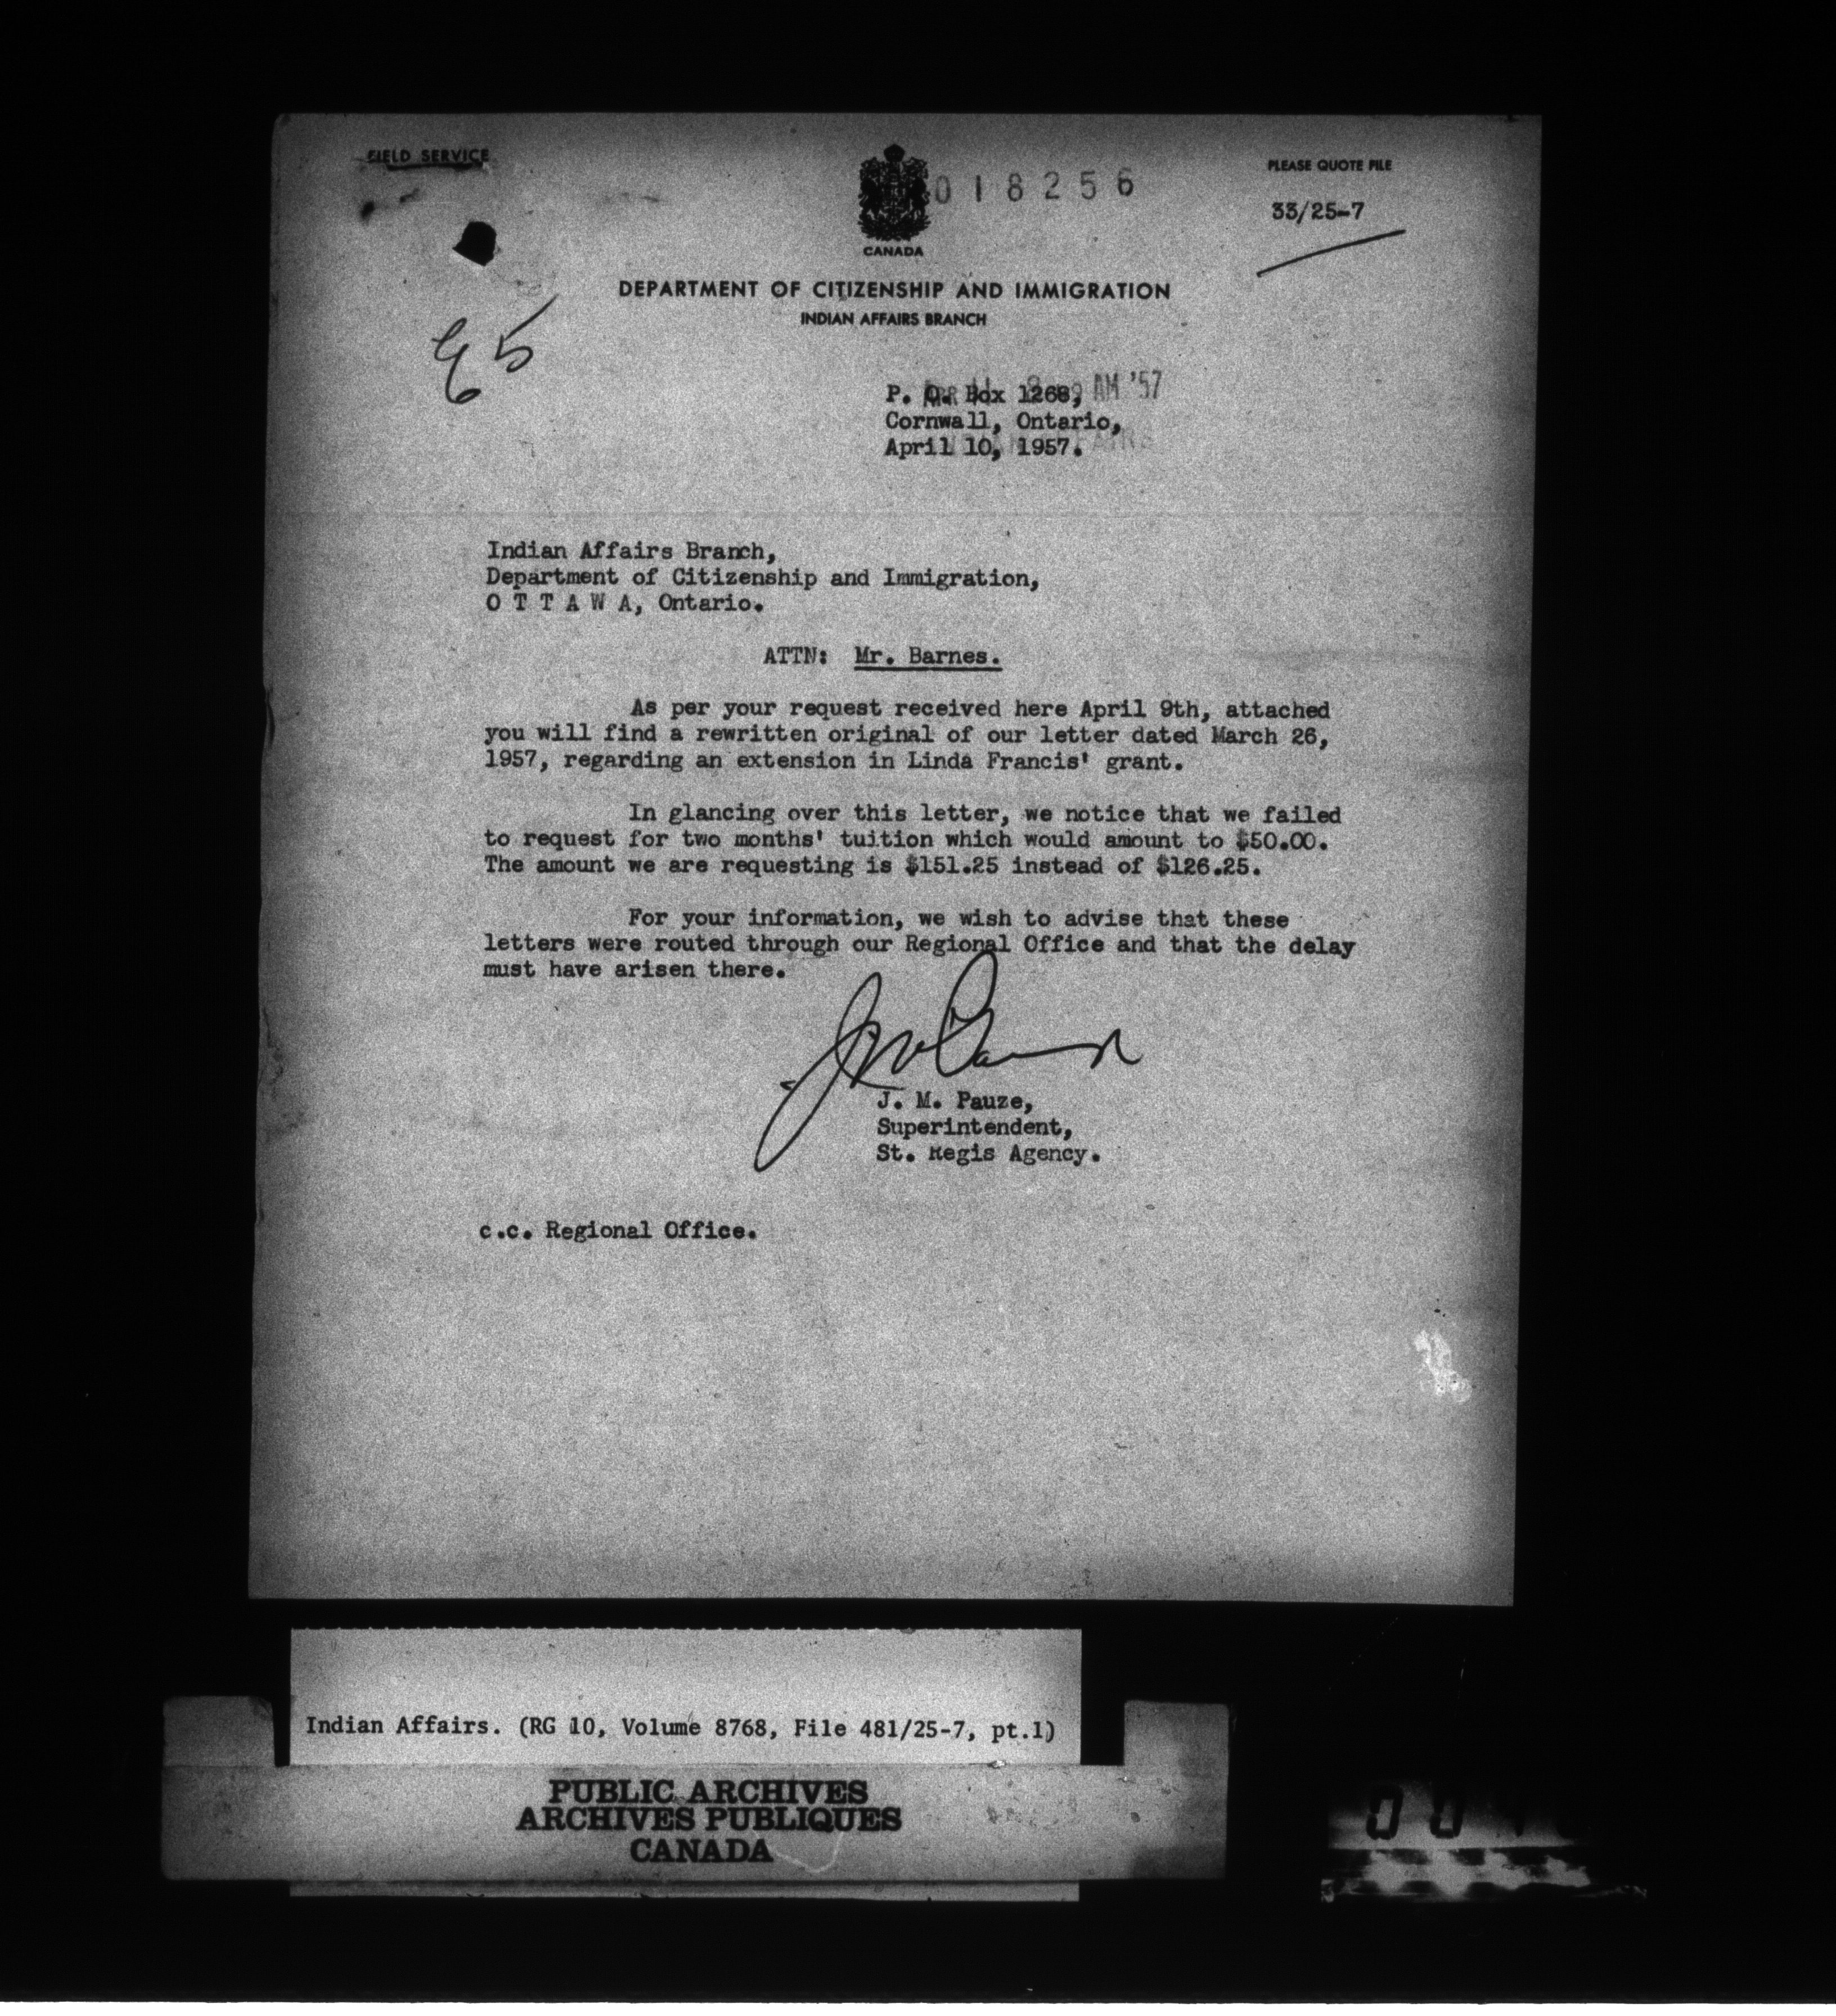 FIELD SERVICE
018256
PLEASE QUOTE FILE
33/25-7
CANADA
DEPARTMENT OF CITIZENSHIP AND IMMIGRATION
INDIAN AFFAIRS BRANCH
AM '57
P. O. Box 1268,
Cornwall, Ontario,
April 10, 1957.
Indian Affairs Branch,
Department of Citizenship and Immigration,
O T T A W A, Ontario.
ATTN: Mr. Barnes.
As per your request received here April 9th, attached
you will find a rewritten original of our letter dated March 26,
1957, regarding an extension in Linda Francis' grant.
In glancing over this letter, we notice that we failed
to request for two months' tuition which would amount to $50.00.
The amount we are requesting is $151.25 instead of $126.25.
For your information, we wish to advise that these
letters were routed through our Regional Office and that the delay
must have arisen there.
J. M. Pauze,
Superintendent,
St. Regis Agency.
c.c. Regional Office.
Indian Affairs. (RG 10, Volume 8768, File 481/25-7, pt.1)
PUBLIC ARCHIVES
ARCHIVES PUBLIQUES
CANADA